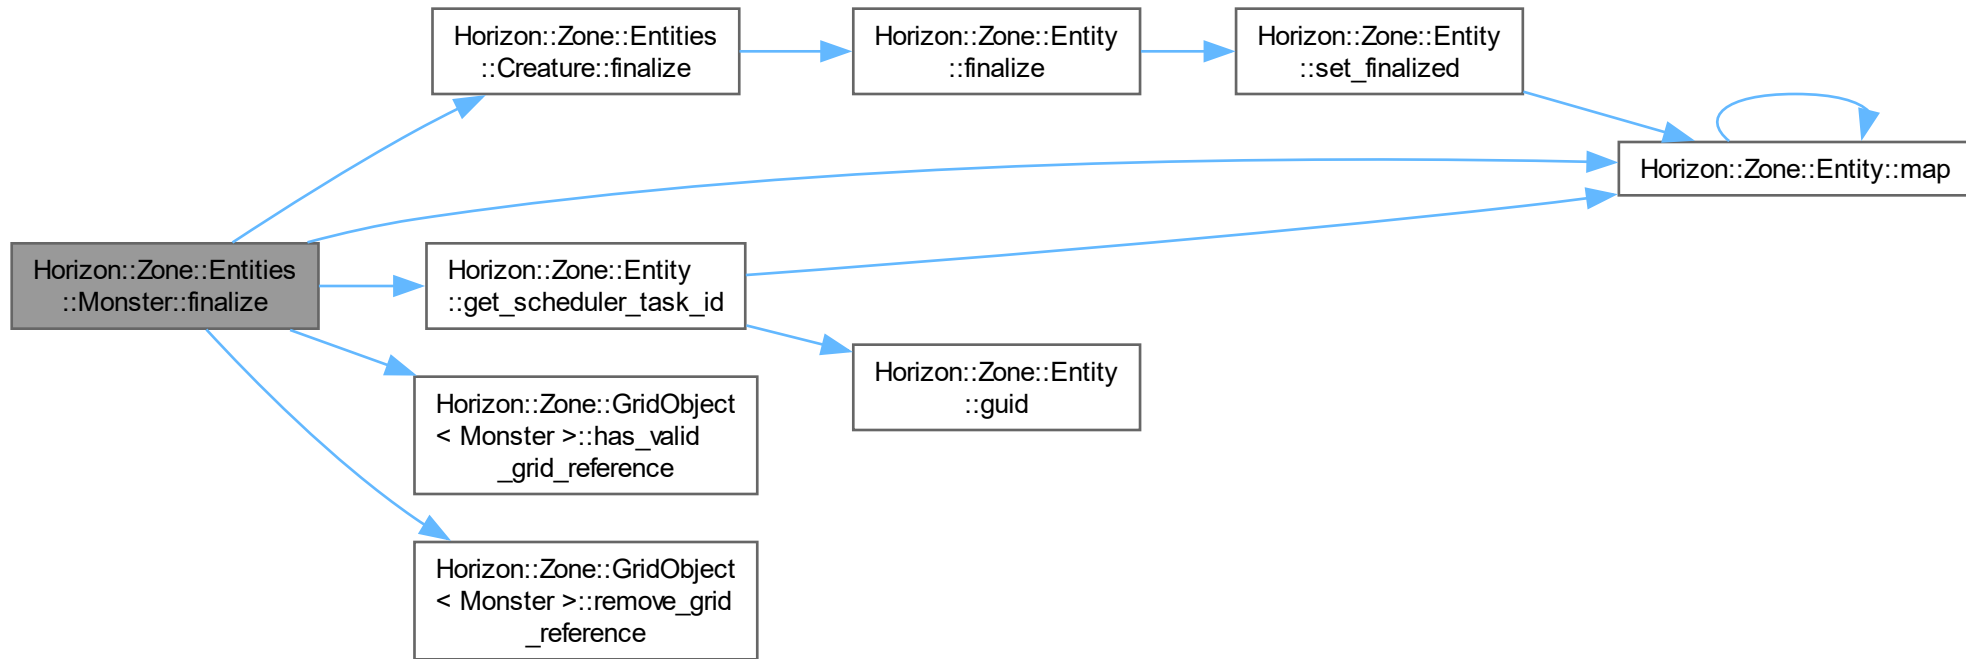 Horizon::Zone::Entities
::Creature::finalize
Horizon::Zone::Entity
::finalize
Horizon::Zone::Entity
::set_finalized
Horizon::Zone::Entity::map
Horizon::Zone::Entities
::Monster::finalize
Horizon::Zone::Entity
::get_scheduler_task_id
Horizon::Zone::Entity
::guid
Horizon::Zone::GridObject
< Monster >::has_valid
_grid_reference
Horizon::Zone::GridObject
< Monster >::remove_grid
_reference